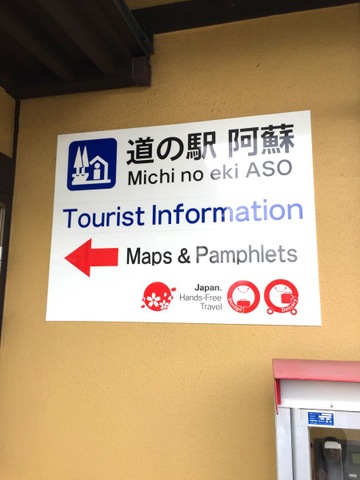 道の駅 阿蘇
Michi no eki ASO
Tourist Information
Maps & Pamphlets
Japan.
Hands-Free
Travel